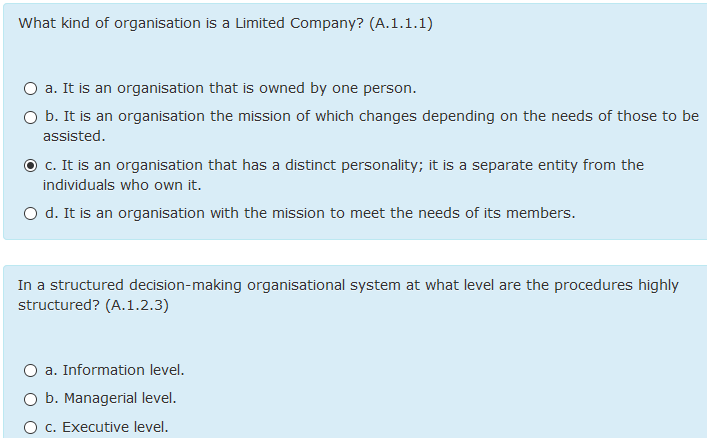 What kind of organisation is a Limited Company? (A.1.1.1)
a. It is an organisation that is owned by one person.
b. It is an organisation the mission of which changes depending on the needs of those to be
assisted.
c. It is an organisation that has a distinct personality; it is a separate entity from the
individuals who own it.
d. It is an organisation with the mission to meet the needs of its members.
In a structured decision-making organisational system at what level are the procedures highly
structured? (A.1.2.3)
a. Information level.
b. Managerial level.
c. Executive level.